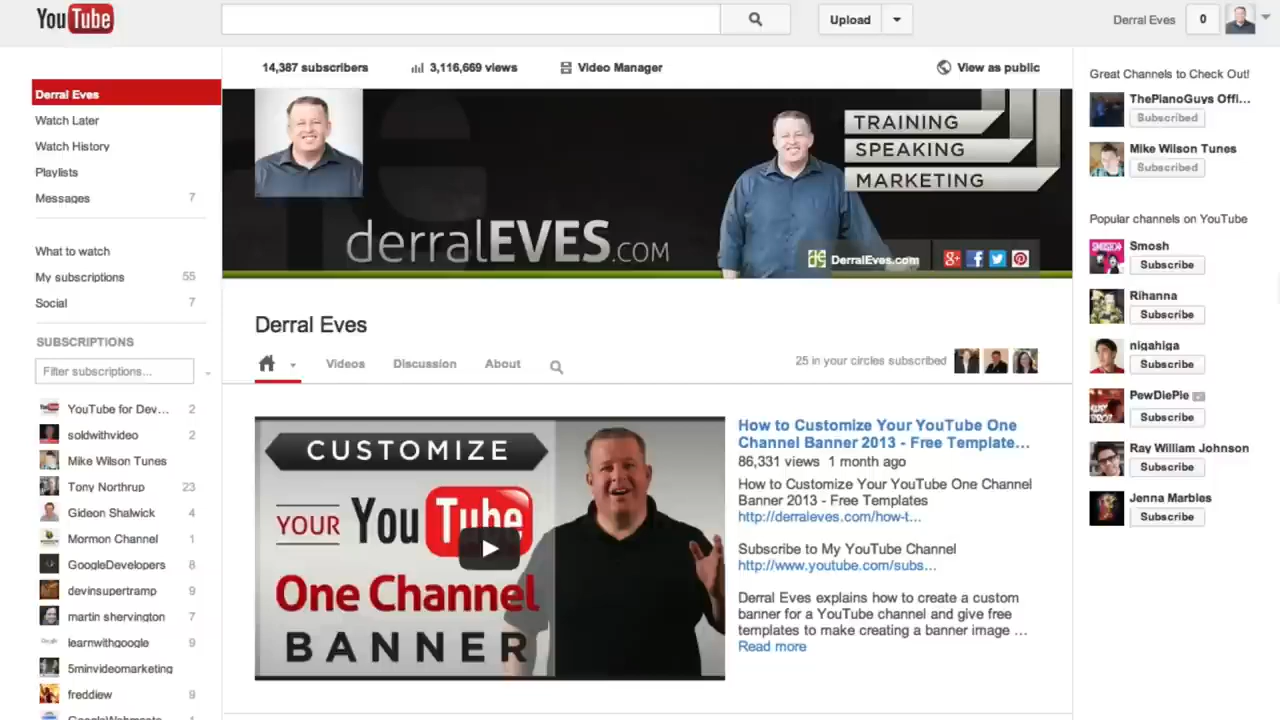 YouTube
Upload
Derral Eves
0
Derral Eves
Watch Later
Watch History
Playlists
Messages 7
What to watch
My subscriptions 55
Social 7
SUBSCRIPTIONS
Filter subscriptions...
YouTube for Dev... 2
soldwithvideo 2
Mike Wilson Tunes
Tony Northrup 23
Gideon Shalwick 4
Mormon Channel 1
GoogleDevelopers 8
devinsupertramp 9
martin shervington 7
learnwithgoogle 9
5minvideomarketing
freddiew 9
14,387 subscribers
3,116,669 views
Video Manager
View as public
TRAINING
SPEAKING
MARKETING
derralEVES.COM
DerralEves.com
Derral Eves
Videos
Discussion
About
25 in your circles subscribed
CUSTOMIZE
YOUR YouTube
One Channel
BANNER
How to Customize Your YouTube One
Channel Banner 2013 - Free Template...
86,331 views 1 month ago
How to Customize Your YouTube One Channel
Banner 2013 - Free Templates
http://derraleves.com/how-t...
Subscribe to My YouTube Channel
http://www.youtube.com/subs...
Derral Eves explains how to create a custom
banner for a YouTube channel and give free
templates to make creating a banner image ...
Read more
Great Channels to Check Out!
ThePianoGuys Offi...
Subscribed
Mike Wilson Tunes
Subscribed
Popular channels on YouTube
Smosh
Subscribe
Rihanna
Subscribe
nigahiga
Subscribe
PewDiePie
Subscribe
Ray William Johnson
Subscribe
Jenna Marbles
Subscribe